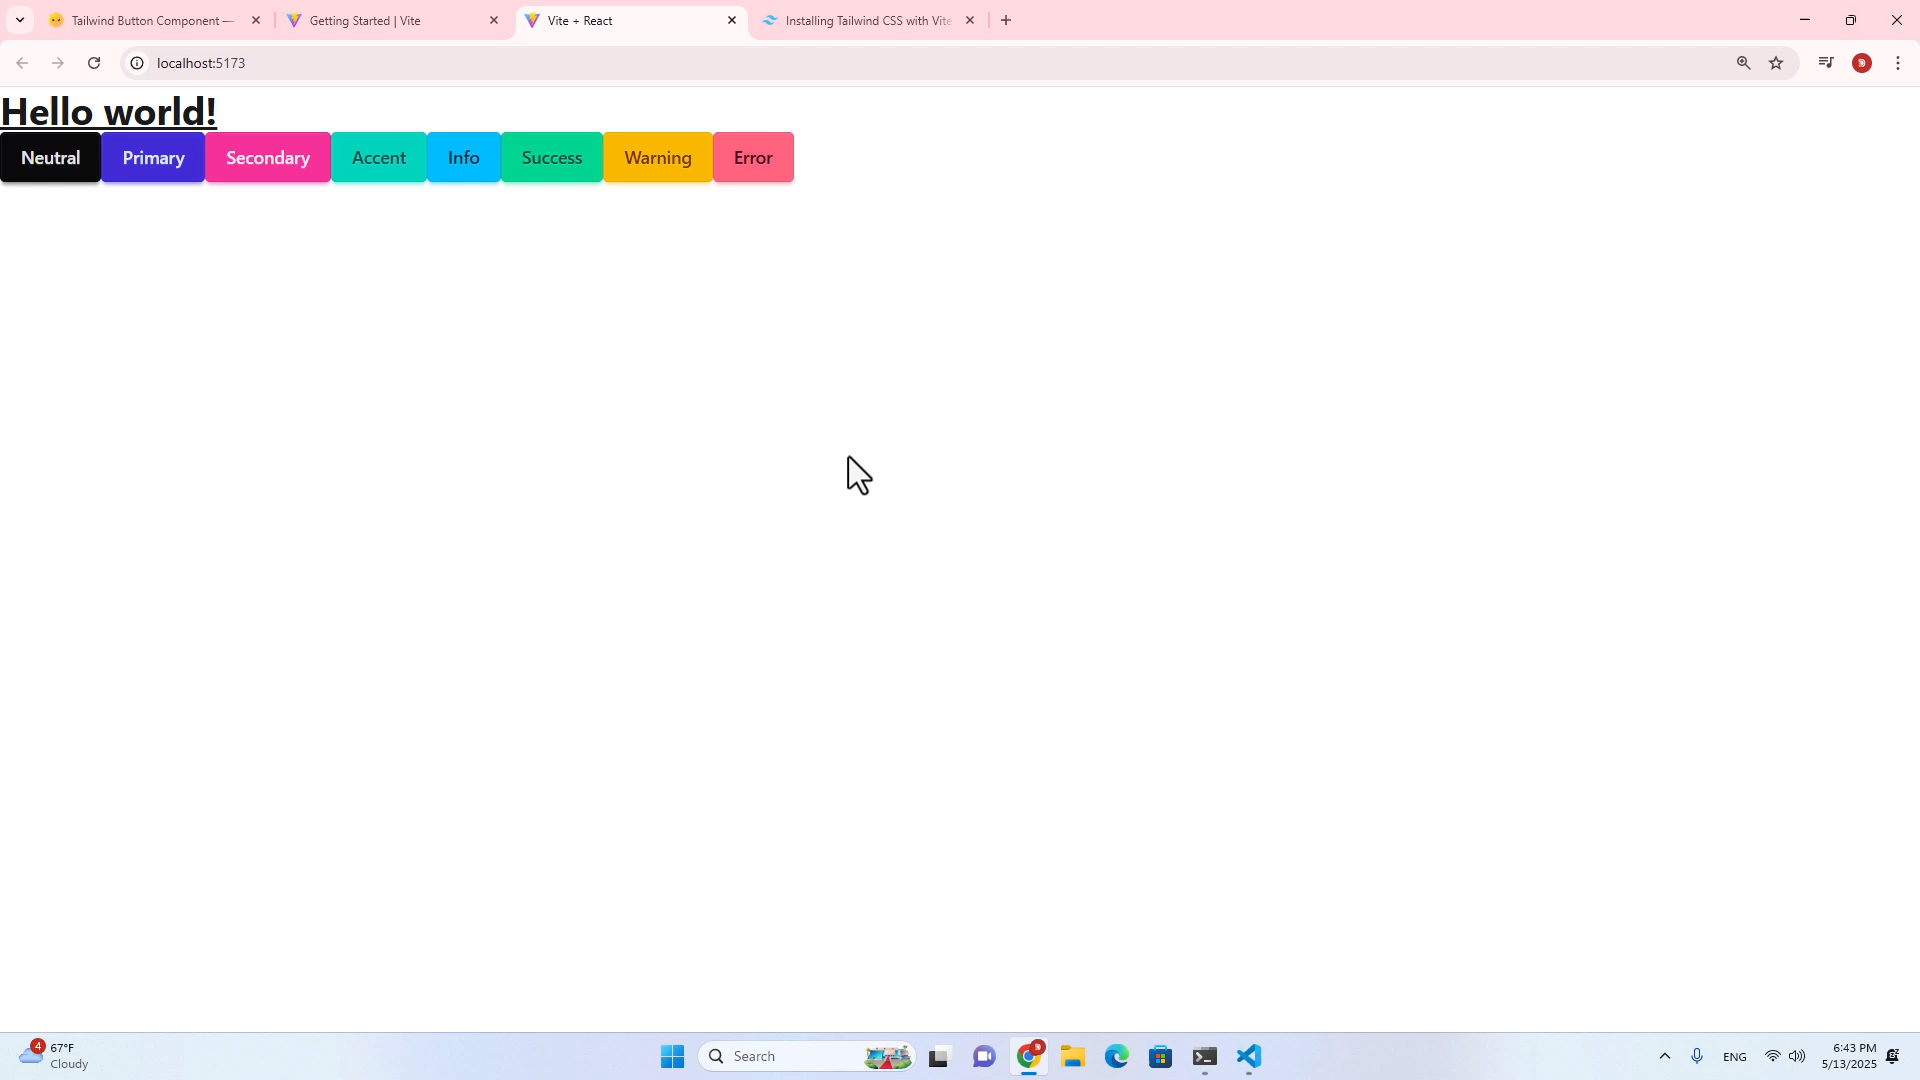 Tailwind Button Component —
Getting Started | Vite
Vite + React
Installing Tailwind CSS with Vite
localhost:5173
Hello world!
Neutral
Primary
Secondary
Accent
Info
Success
Warning
Error
4
67°F
Cloudy
Search
ENG
6:43 PM
5/13/2025